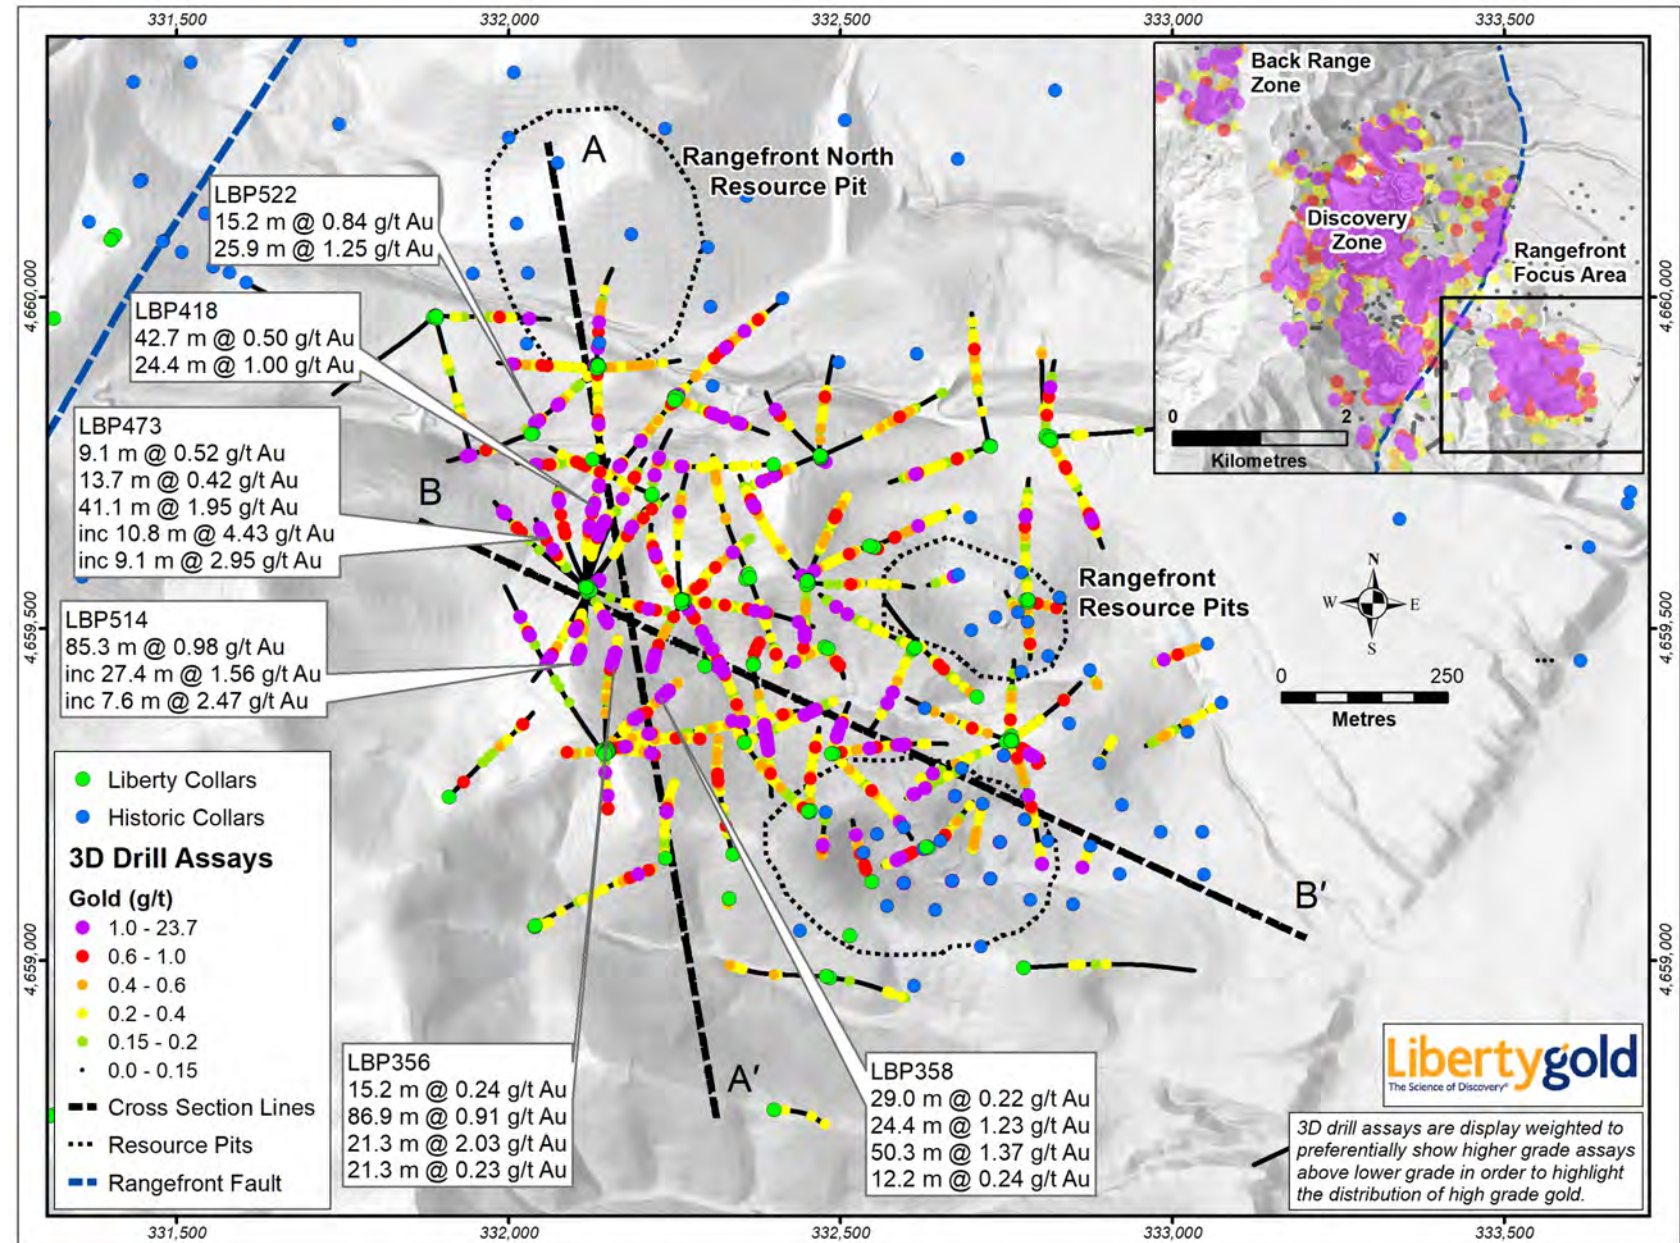 331,500
332,000
332,500
333,000
333,500
4,660,000
4,659,500
4,659,000
4,660,000
4,659,500
4,659,000
Back Range
Zone
Discovery
Zone
Rangefront
Focus Area
0
2
Kilometres
A
Rangefront North
Resource Pit
LBP522
15.2 m @ 0.84 g/t Au
25.9 m @ 1.25 g/t Au
LBP418
42.7 m @ 0.50 g/t Au
24.4 m @ 1.00 g/t Au
LBP473
9.1 m @ 0.52 g/t Au
13.7 m @ 0.42 g/t Au
41.1 m @ 1.95 g/t Au
inc 10.8 m @ 4.43 g/t Au
inc 9.1 m @ 2.95 g/t Au
B
Rangefront
Resource Pits
N
W
E
S
LBP514
85.3 m @ 0.98 g/t Au
inc 27.4 m @ 1.56 g/t Au
inc 7.6 m @ 2.47 g/t Au
0
250
Metres
Liberty Collars
Historic Collars
3D Drill Assays
Gold (g/t)
1.0 - 23.7
0.6 - 1.0
0.4 - 0.6
0.2 - 0.4
0.15 - 0.2
0.0 - 0.15
Cross Section Lines
Resource Pits
Rangefront Fault
B'
A'
LBP356
15.2 m @ 0.24 g/t Au
86.9 m @ 0.91 g/t Au
21.3 m @ 2.03 g/t Au
21.3 m @ 0.23 g/t Au
LBP358
29.0 m @ 0.22 g/t Au
24.4 m @ 1.23 g/t Au
50.3 m @ 1.37 g/t Au
12.2 m @ 0.24 g/t Au
Libertygold
The Science of Discovery®
3D drill assays are display weighted to
preferentially show higher grade assays
above lower grade in order to highlight
the distribution of high grade gold.
331,500
332,000
332,500
333,000
333,500